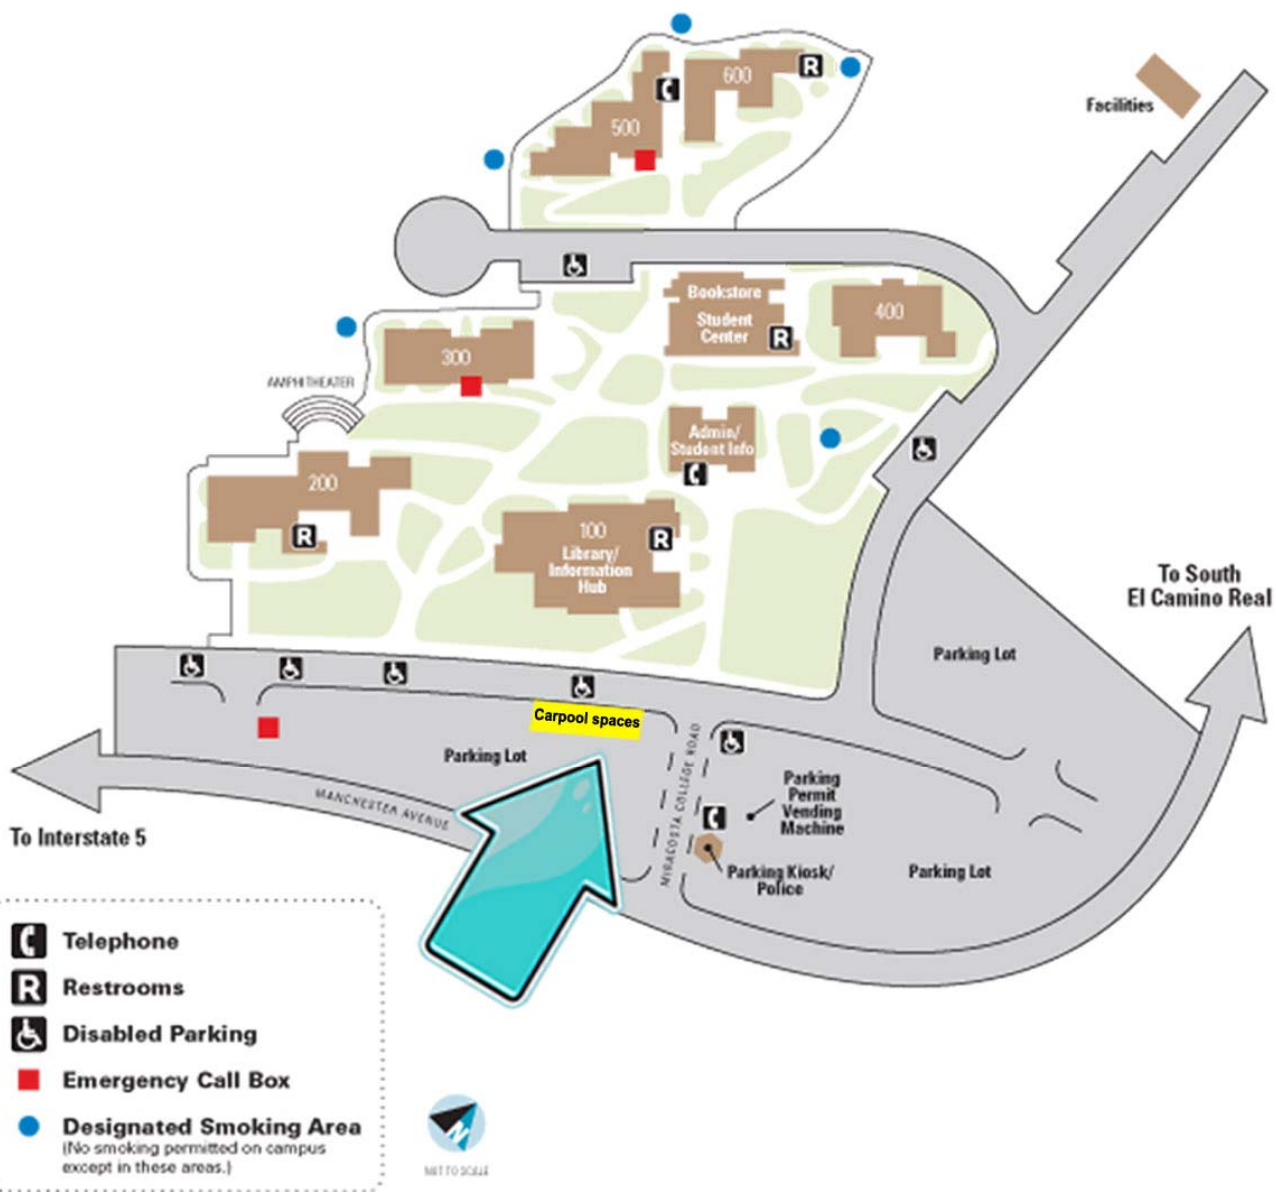 600
500
Facilities
Bookstore
Student
Center
400
300
AMPHITHEATER
Admin/
Student Info
200
100
Library/
Information
Hub
To South
El Camino Real
Parking Lot
Carpool spaces
Parking Lot
MANCHESTER AVENUE
MIRACOSTA COLLEGE ROAD
Parking
Permit
Vending
Machine
Parking Kiosk/
Police
Parking Lot
To Interstate 5
Telephone
R Restrooms
Disabled Parking
Emergency Call Box
Designated Smoking Area
(No smoking permitted on campus
except in these areas.)
N
NOT TO SCALE
R
R
R
R